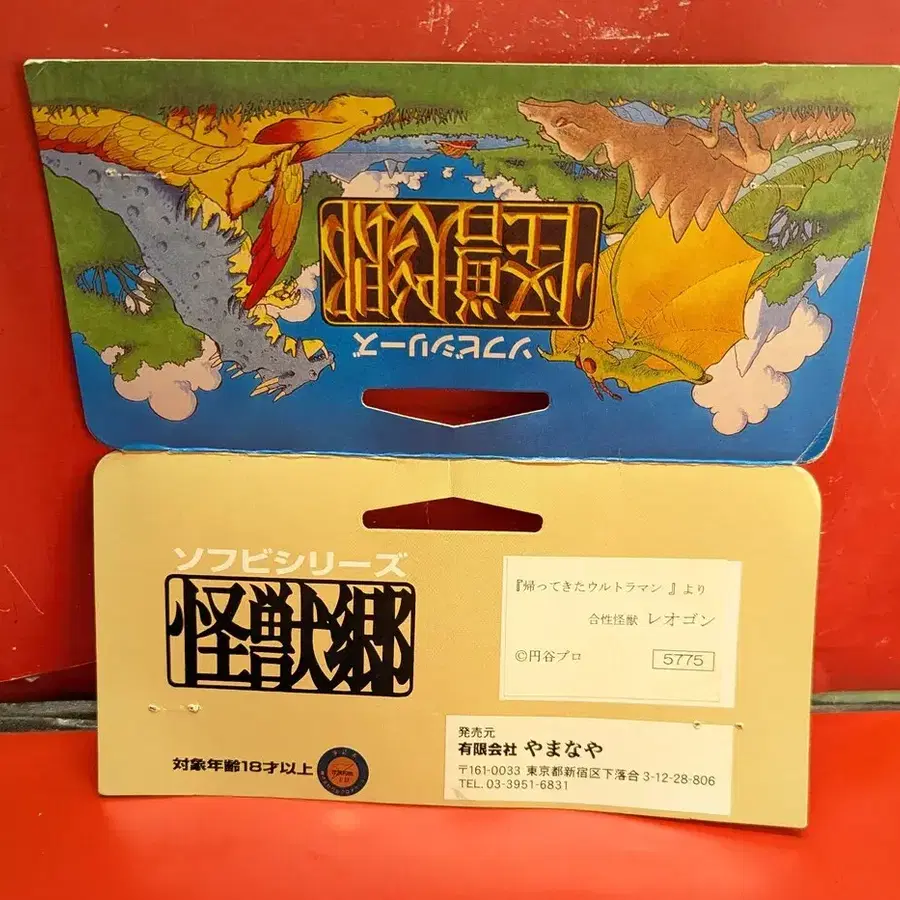 怪獣郷
ソフビシリーズ
ソフビシリーズ
怪獣郷
対象年齢18才以上
『帰ってきたウルトラマン 』より
合性怪獣 レオゴン
©円谷プロ 5775
発売元
有限会社 やまなや
〒161-0033 東京都新宿区下落合 3-12-28-806
TEL. 03-3951-6831